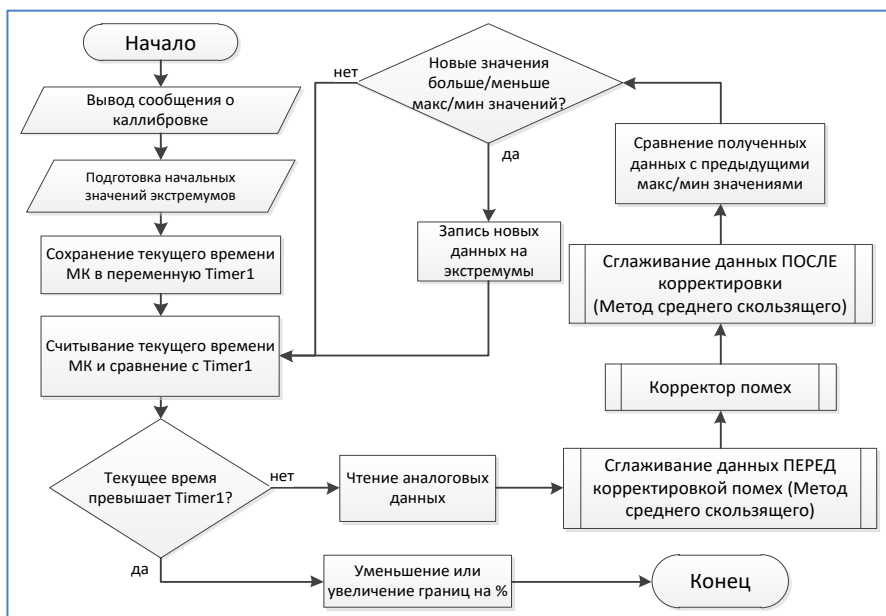 Начало
Вывод сообщения о
каллибровке
Подготовка начальных
значений экстремумов
Сохранение текущего времени
МК в переменную Timer1
Считывание текущего времени
МК и сравнение с Timer1
Текущее время
превышает Timer1?
нет
да
Чтение аналоговых
данных
Сглаживание данных ПЕРЕД
корректировкой помех (Метод
среднего скользящего)
Корректор помех
Сглаживание данных ПОСЛЕ
корректировки
(Метод среднего скользящего)
Сравнение полученных
данных с предыдущими
макс/мин значениями
Новые значения
больше/меньше
макс/мин значений?
нет
да
Запись новых
данных на
экстремумы
Уменьшение или
увеличение границ на %
Конец